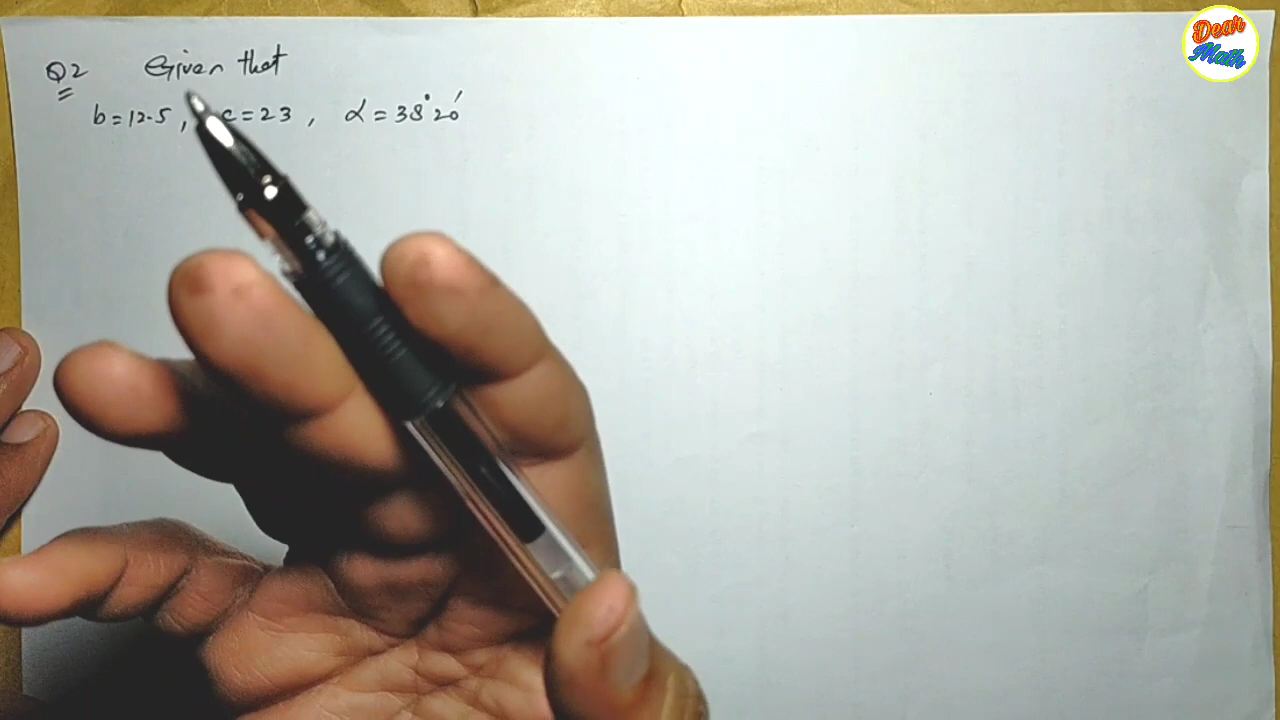 Q2 Given that
b=12.5, c=23, α=38°20′
Dear
Math